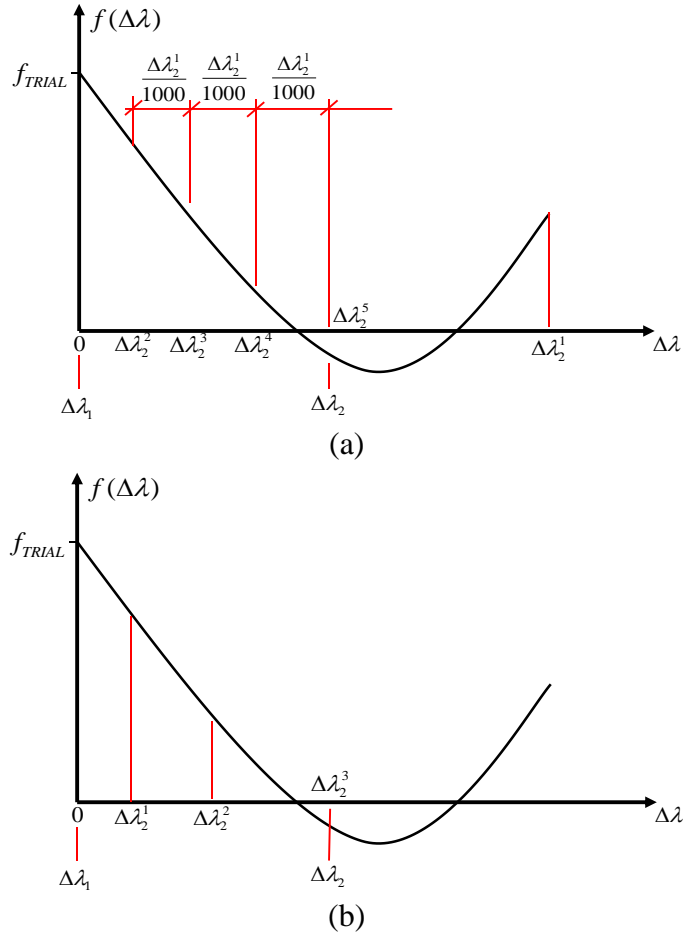 f(Δλ)
f_TRIAL
Δλ₂¹/1000 Δλ₂¹/1000 Δλ₂¹/1000
Δλ₂⁵
0 Δλ₂² Δλ₂³ Δλ₂⁴ Δλ₂¹ Δλ
Δλ₁ Δλ₂
(a)
f(Δλ)
f_TRIAL
Δλ₂³
0 Δλ₂¹ Δλ₂² Δλ
Δλ₁ Δλ₂
(b)